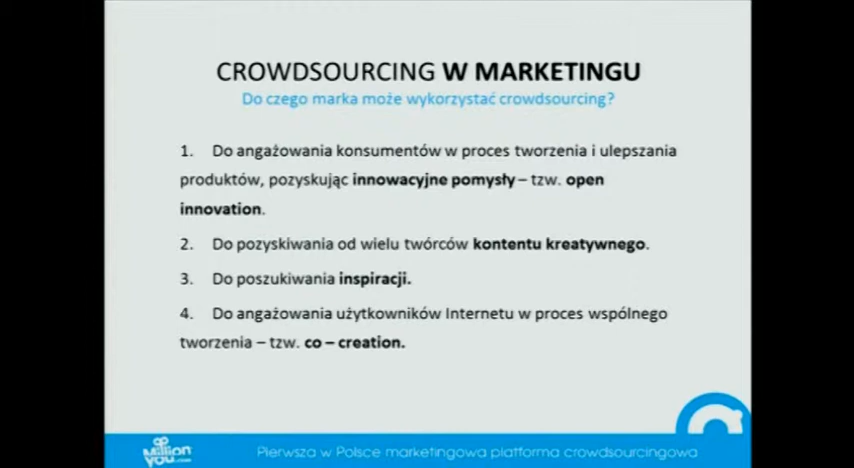 CROWDSOURCING W MARKETINGU
Do czego marka może wykorzystać crowdsourcing?
1. Do angażowania konsumentów w proces tworzenia i ulepszania
produktów, pozyskując innowacyjne pomysły – tzw. open
innovation.
2. Do pozyskiwania od wielu twórców kontentu kreatywnego.
3. Do poszukiwania inspiracji.
4. Do angażowania użytkowników Internetu w proces wspólnego
tworzenia – tzw. co – creation.
Million
you.com
Pierwsza w Polsce marketingowa platforma crowdsourcingowa